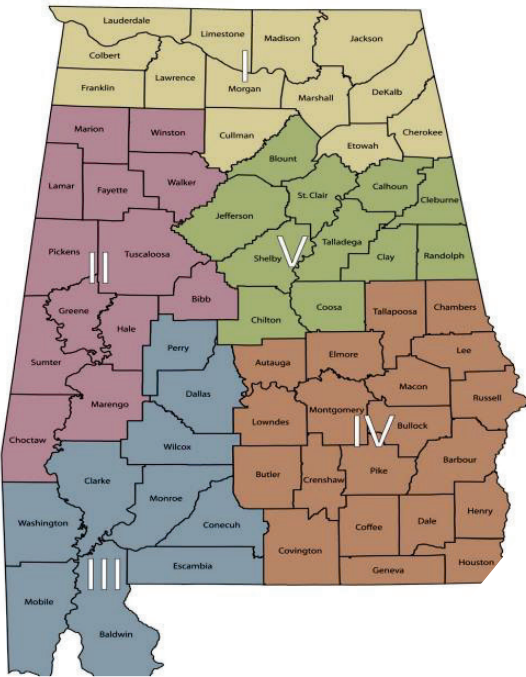 Lauderdale
Limestone
Madison
Jackson
Colbert
Lawrence
Franklin
I
Morgan
Marshall
DeKalb
Cherokee
Cullman
Etowah
Marion
Winston
Blount
Lamar
Fayette
Walker
St. Clair
Calhoun
Cleburne
Jefferson
Pickens
Tuscaloosa
II
Shelby
V
Talladega
Clay
Randolph
Greene
Hale
Bibb
Chilton
Coosa
Tallapoosa
Chambers
Sumter
Perry
Autauga
Elmore
Lee
Marengo
Dallas
Macon
Russell
Choctaw
Lowndes
Montgomery
Bullock
IV
Wilcox
Clarke
Butler
Crenshaw
Pike
Barbour
Monroe
Washington
Conecuh
Coffee
Dale
Henry
Covington
Escambia
Geneva
Houston
III
Mobile
Baldwin